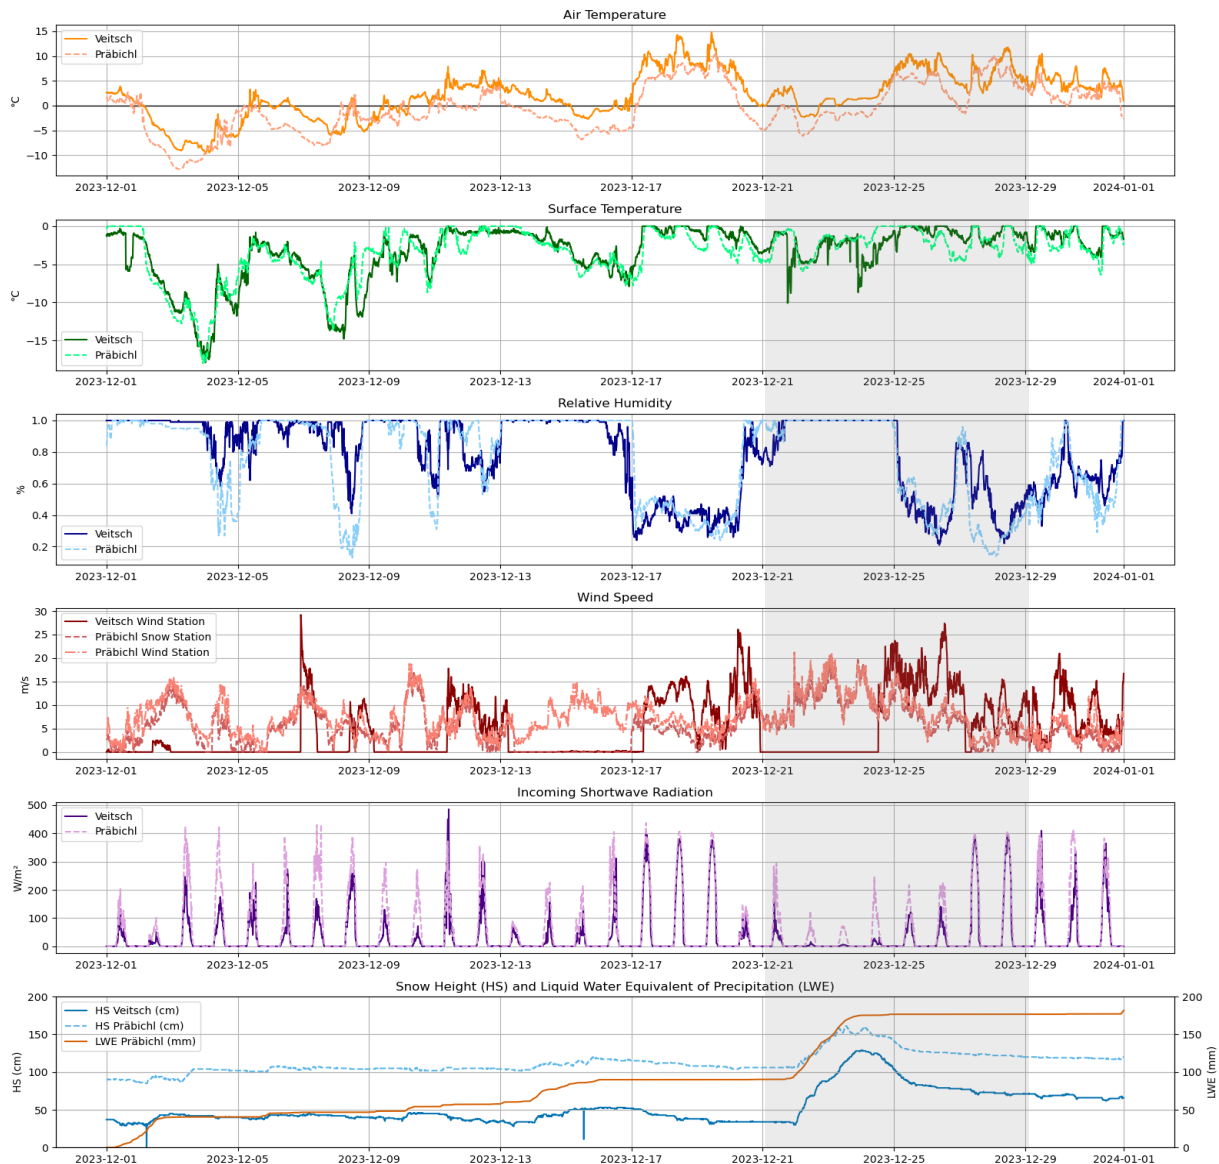 Air Temperature
15
10
5
0
−5
−10
°C
Veitsch
Präbichl
2023-12-01 2023-12-05 2023-12-09 2023-12-13 2023-12-17 2023-12-21 2023-12-25 2023-12-29 2024-01-01
Surface Temperature
0
−5
−10
−15
°C
Veitsch
Präbichl
2023-12-01 2023-12-05 2023-12-09 2023-12-13 2023-12-17 2023-12-21 2023-12-25 2023-12-29 2024-01-01
Relative Humidity
1.0
0.8
0.6
0.4
0.2
%
Veitsch
Präbichl
2023-12-01 2023-12-05 2023-12-09 2023-12-13 2023-12-17 2023-12-21 2023-12-25 2023-12-29 2024-01-01
Wind Speed
30
25
20
15
10
5
0
m/s
Veitsch Wind Station
Präbichl Snow Station
Präbichl Wind Station
2023-12-01 2023-12-05 2023-12-09 2023-12-13 2023-12-17 2023-12-21 2023-12-25 2023-12-29 2024-01-01
Incoming Shortwave Radiation
500
400
300
200
100
0
W/m²
Veitsch
Präbichl
2023-12-01 2023-12-05 2023-12-09 2023-12-13 2023-12-17 2023-12-21 2023-12-25 2023-12-29 2024-01-01
Snow Height (HS) and Liquid Water Equivalent of Precipitation (LWE)
200
150
100
50
0
HS (cm)
HS Veitsch (cm)
HS Präbichl (cm)
LWE Präbichl (mm)
200
150
100
50
0
LWE (mm)
2023-12-01 2023-12-05 2023-12-09 2023-12-13 2023-12-17 2023-12-21 2023-12-25 2023-12-29 2024-01-01